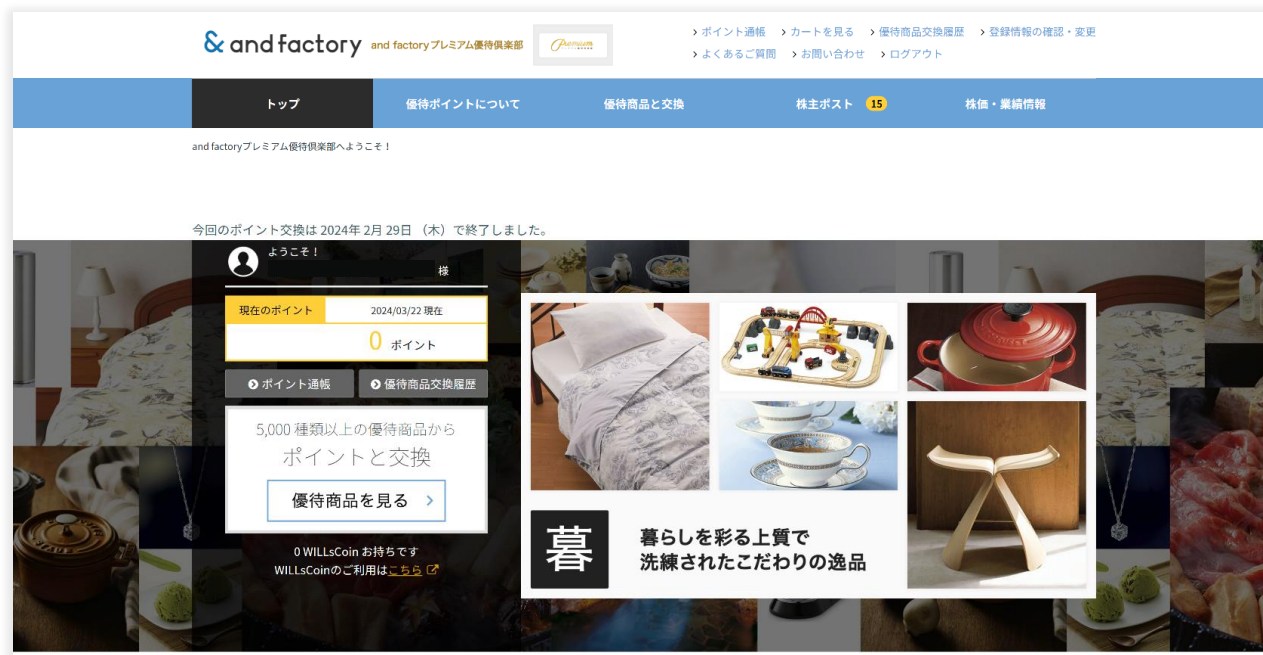 & and factory and factoryプレミアム優待倶楽部 Premium
ポイント通帳 カートを見る 優待商品交換履歴 登録情報の確認・変更
よくあるご質問 お問い合わせ ログアウト
トップ 優待ポイントについて 優待商品と交換 株主ポスト 15 株価・業績情報
and factoryプレミアム優待倶楽部へようこそ！
今回のポイント交換は 2024年 2月 29日 （木）で終了しました。
ようこそ！
様
現在のポイント 2024/03/22 現在
0 ポイント
ポイント通帳 優待商品交換履歴
5,000 種類以上の優待商品から
ポイントと交換
優待商品を見る
0 WILLsCoin お持ちです
WILLsCoinのご利用はこちら
暮
暮らしを彩る上質で
洗練されたこだわりの逸品